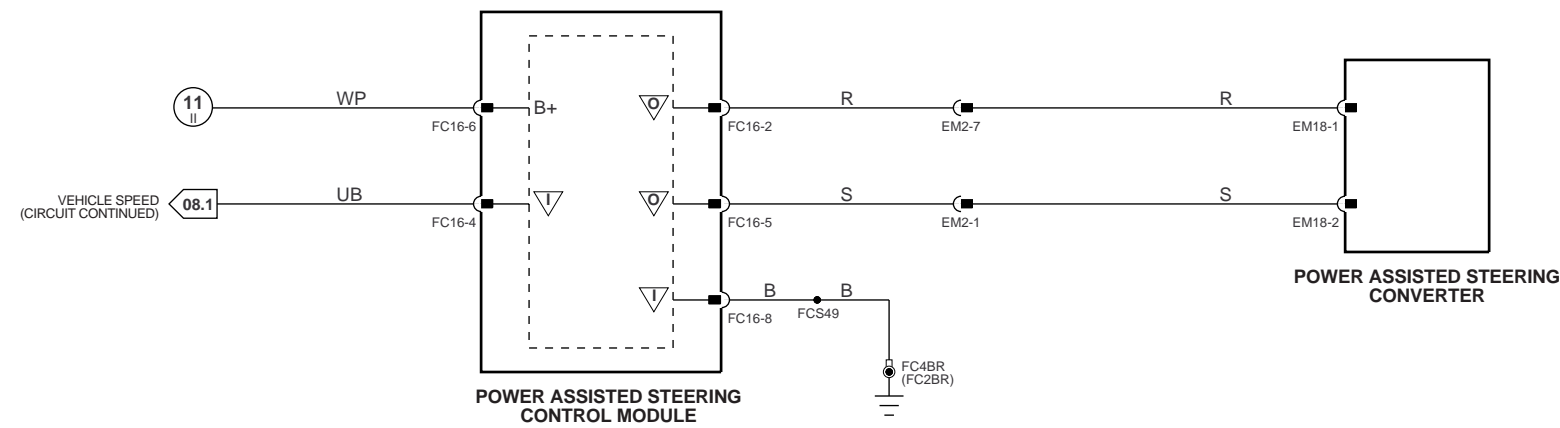 11
II
WP
FC16-6
B+
O
FC16-2
R
EM2-7
R
EM18-1
VEHICLE SPEED
(CIRCUIT CONTINUED)
08.1
UB
FC16-4
I
O
FC16-5
S
EM2-1
S
EM18-2
I
FC16-8
B
FCS49
B
FC4BR
(FC2BR)
POWER ASSISTED STEERING
CONTROL MODULE
POWER ASSISTED STEERING
CONVERTER